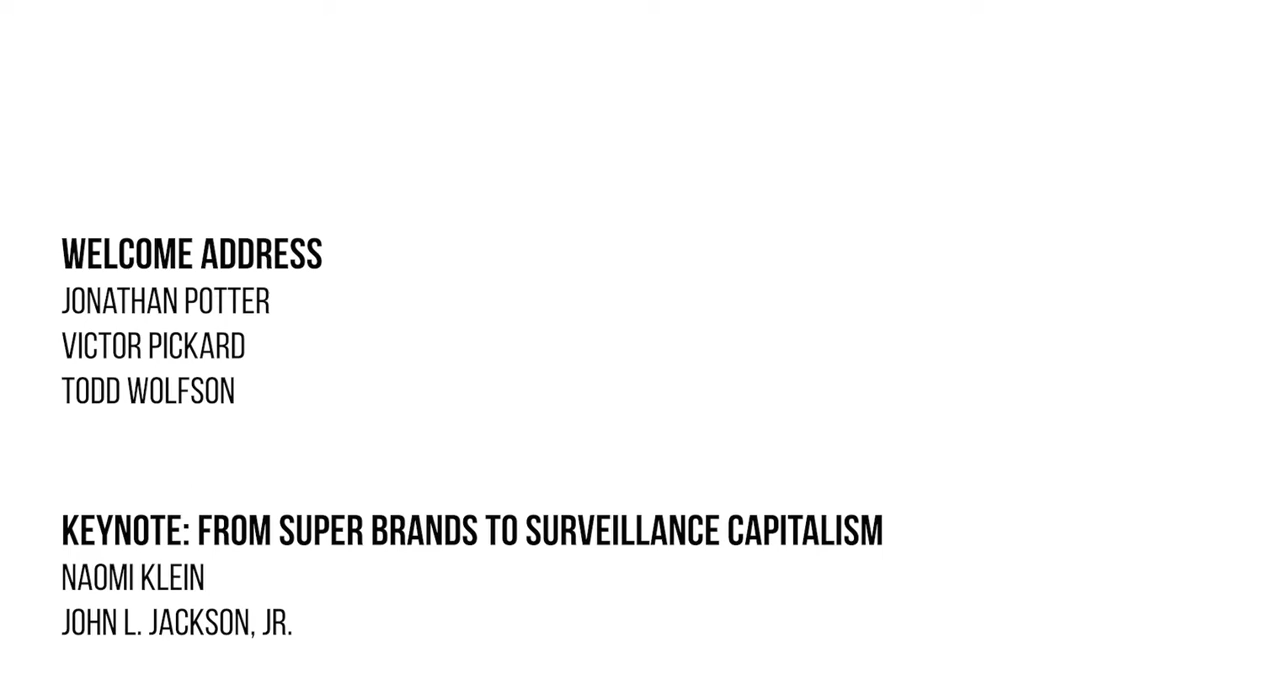 WELCOME ADDRESS
JONATHAN POTTER
VICTOR PICKARD
TODD WOLFSON
KEYNOTE: FROM SUPER BRANDS TO SURVEILLANCE CAPITALISM
NAOMI KLEIN
JOHN L. JACKSON, JR.